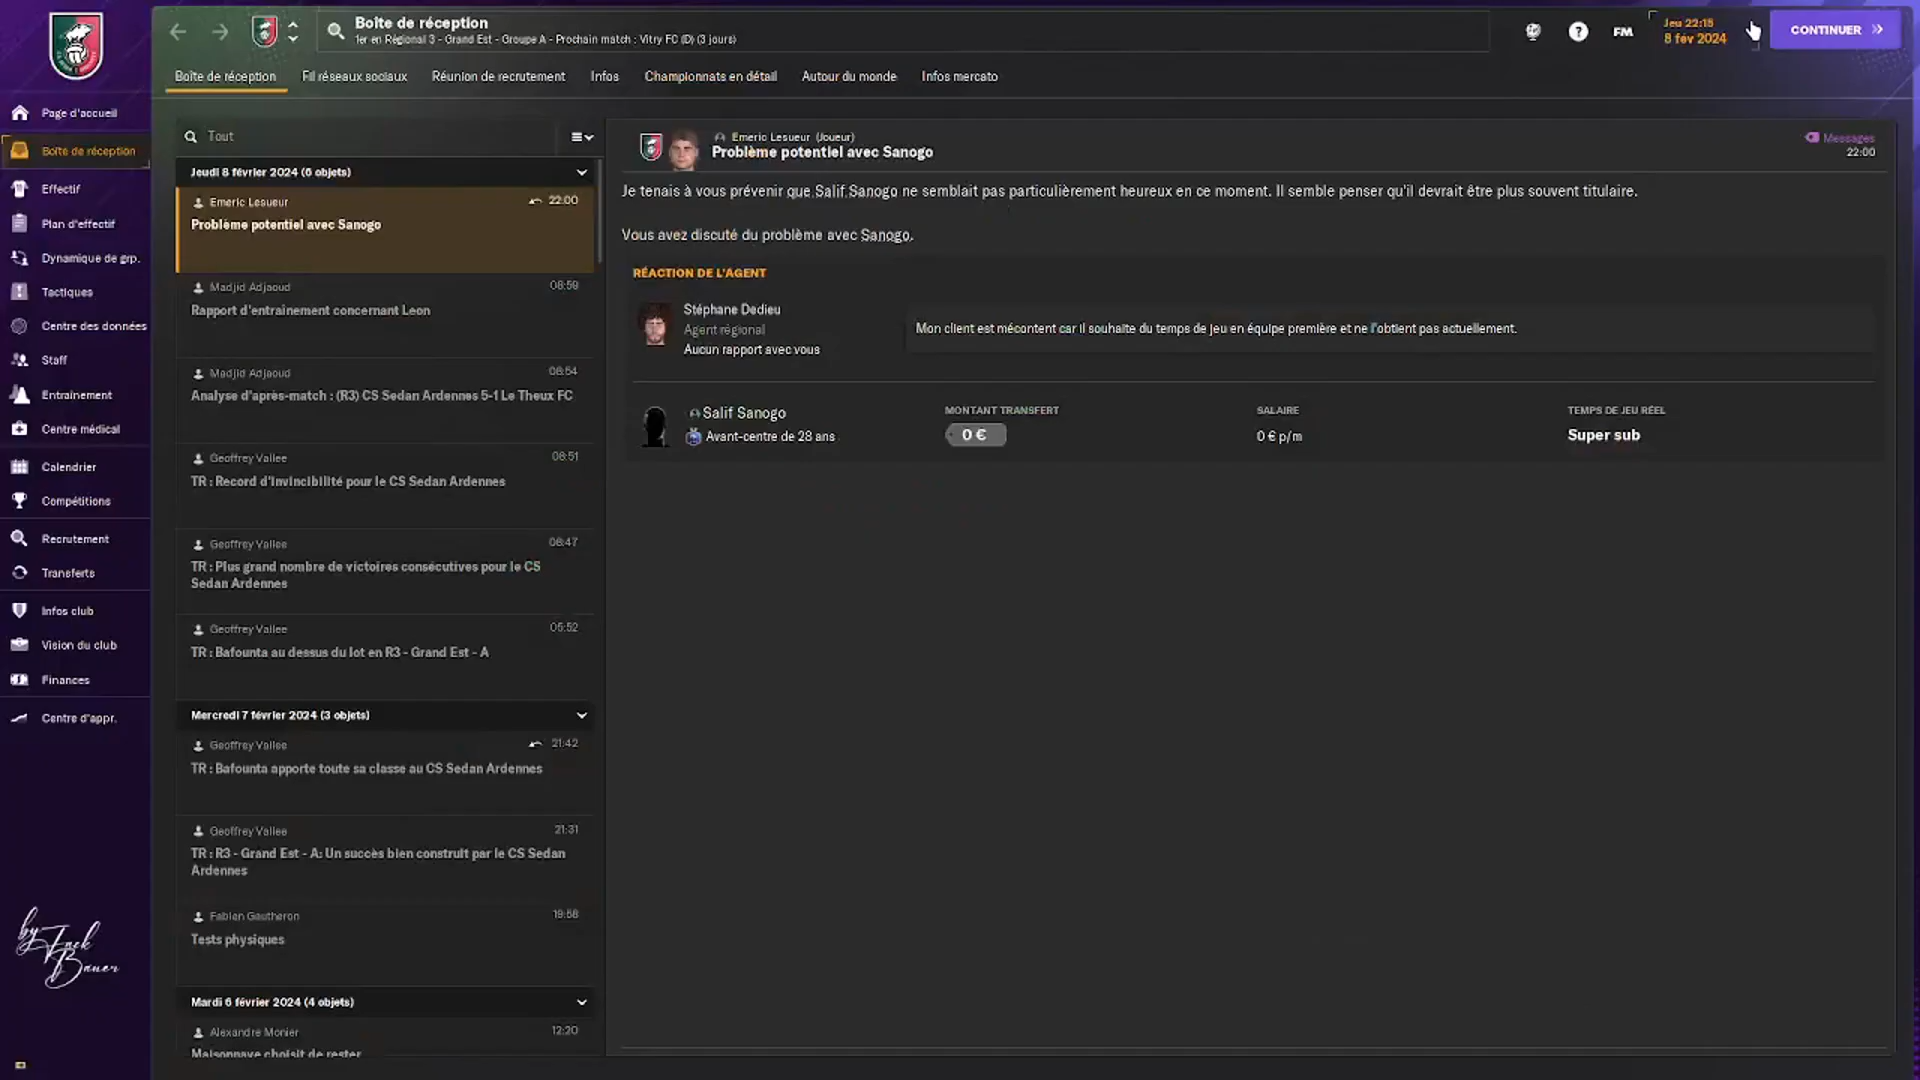 Boîte de réception
1er en Régional 3 - Grand Est - Groupe A - Prochain match : Vitry FC (D) (3 jours)
FM
Jeu 22:15
8 fév 2024
CONTINUER
Boîte de réception
Fil réseaux sociaux
Réunion de recrutement
Infos
Championnats en détail
Autour du monde
Infos mercato
Page d'accueil
Boîte de réception
Effectif
Plan d'effectif
Dynamique de grp.
Tactiques
Centre des données
Staff
Entraînement
Centre médical
Calendrier
Compétitions
Recrutement
Transferts
Infos club
Vision du club
Finances
Centre d'appr.
by Jack
Bauer
Tout
Jeudi 8 février 2024 (6 objets)
Emeric Lesueur 22:00
Problème potentiel avec Sanogo
Madjid Adjaoud 08:59
Rapport d'entraînement concernant Leon
Madjid Adjaoud 08:54
Analyse d'après-match : (R3) CS Sedan Ardennes 5-1 Le Theux FC
Geoffrey Vallee 08:51
TR : Record d'invincibilité pour le CS Sedan Ardennes
Geoffrey Vallee 08:47
TR : Plus grand nombre de victoires consécutives pour le CS
Sedan Ardennes
Geoffrey Vallee 05:52
TR : Bafounta au dessus du lot en R3 - Grand Est - A
Mercredi 7 février 2024 (3 objets)
Geoffrey Vallee 21:42
TR : Bafounta apporte toute sa classe au CS Sedan Ardennes
Geoffrey Vallee 21:31
TR : R3 - Grand Est - A: Un succès bien construit par le CS Sedan
Ardennes
Fabien Gautheron 19:58
Tests physiques
Mardi 6 février 2024 (4 objets)
Alexandre Monier 12:20
Maisonnave choisit de rester
Emeric Lesueur (Joueur)
Problème potentiel avec Sanogo
Messages
22:00
Je tenais à vous prévenir que Salif Sanogo ne semblait pas particulièrement heureux en ce moment. Il semble penser qu'il devrait être plus souvent titulaire.
Vous avez discuté du problème avec Sanogo.
RÉACTION DE L'AGENT
Stéphane Dedieu
Agent régional
Aucun rapport avec vous
Mon client est mécontent car il souhaite du temps de jeu en équipe première et ne l'obtient pas actuellement.
Salif Sanogo
Avant-centre de 28 ans
MONTANT TRANSFERT
0 €
SALAIRE
0 € p/m
TEMPS DE JEU RÉEL
Super sub